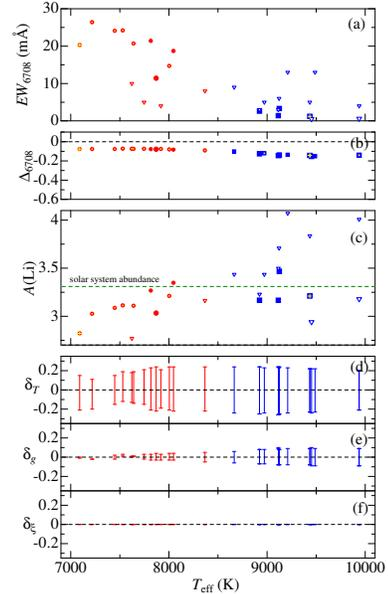 30
20
10
0
EW6708 (mÅ)
(a)
0
-0.2
-0.4
-0.6
Δ6708
(b)
4
3.5
3
A(Li)
(c)
solar system abundance
0.2
0
-0.2
δT
(d)
0.2
0
-0.2
δg
(e)
0.2
0
-0.2
δξ
(f)
7000 8000 9000 10000
Teff (K)